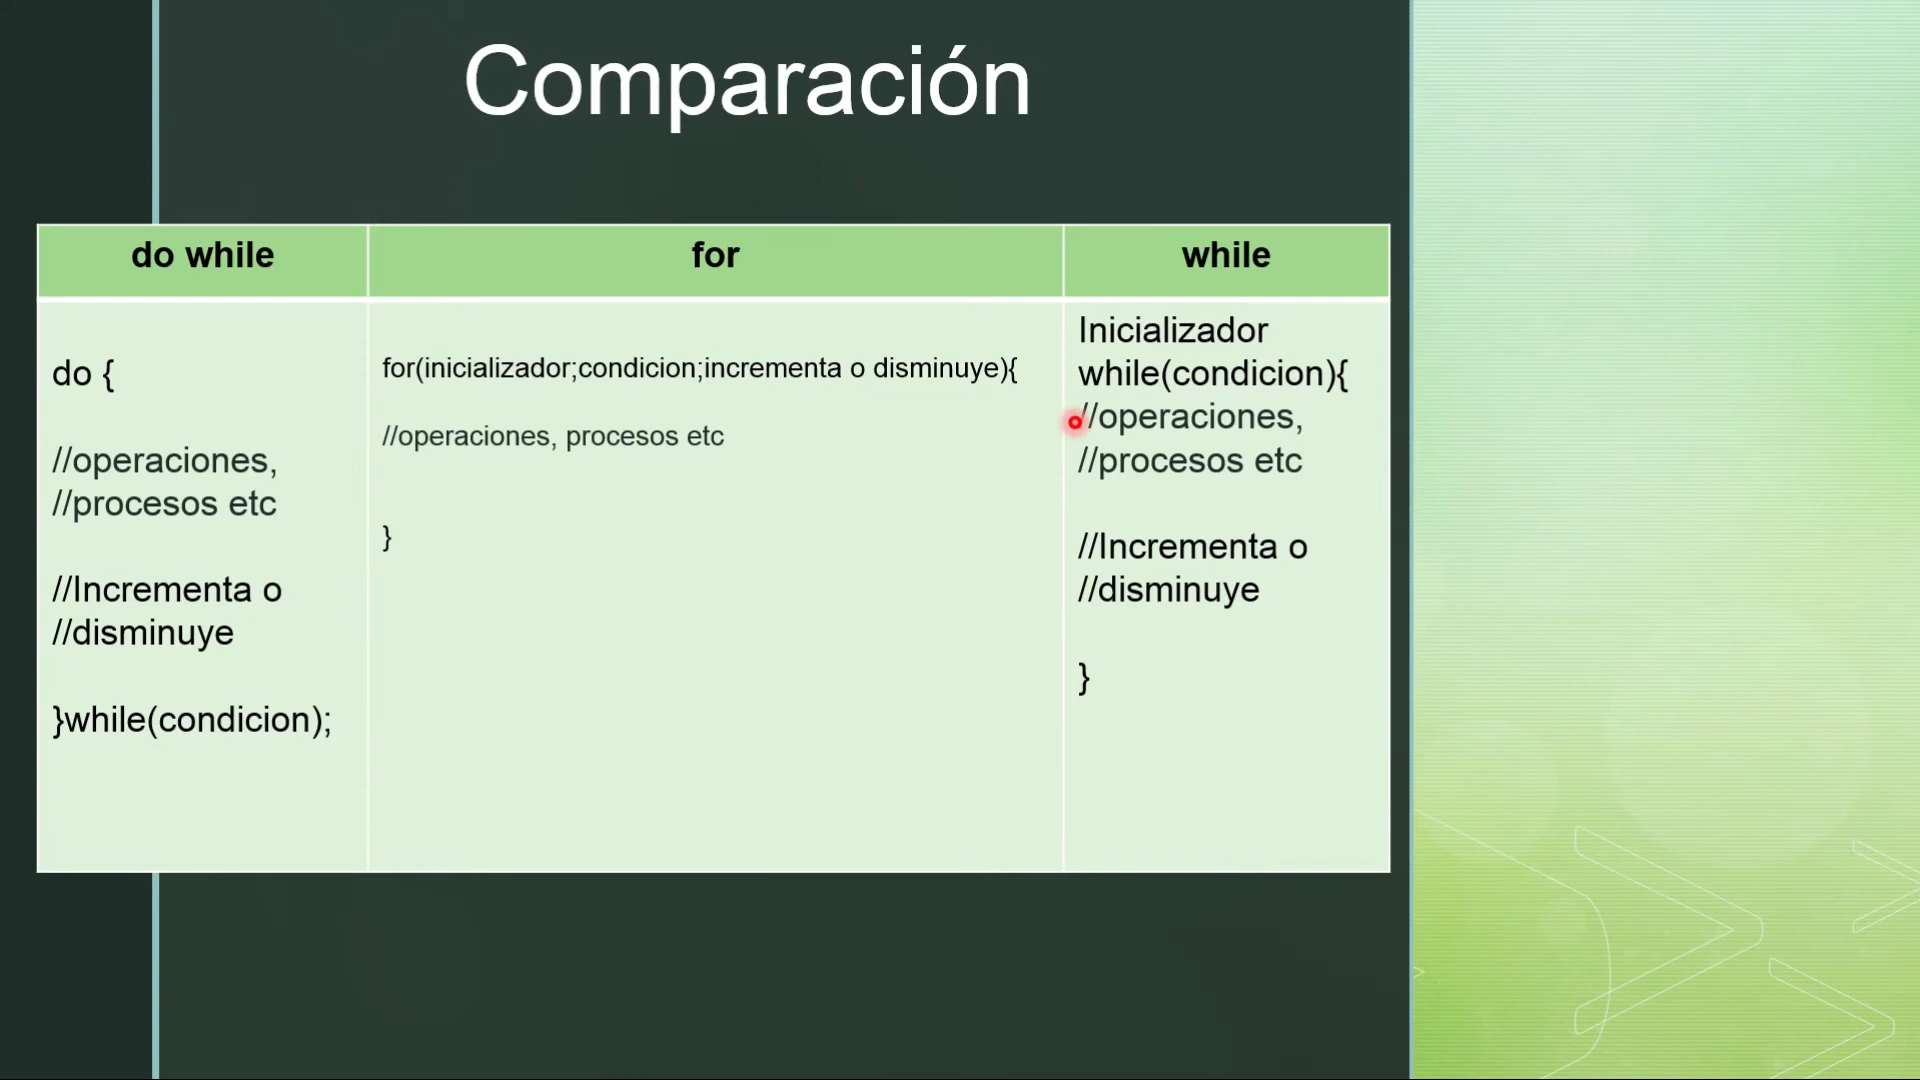 Comparación
do while
for
while
do {
//operaciones,
//procesos etc
//Incrementa o
//disminuye
}while(condicion);
for(inicializador;condicion;incrementa o disminuye){
//operaciones, procesos etc
}
Inicializador
while(condicion){
//operaciones,
//procesos etc
//Incrementa o
//disminuye
}